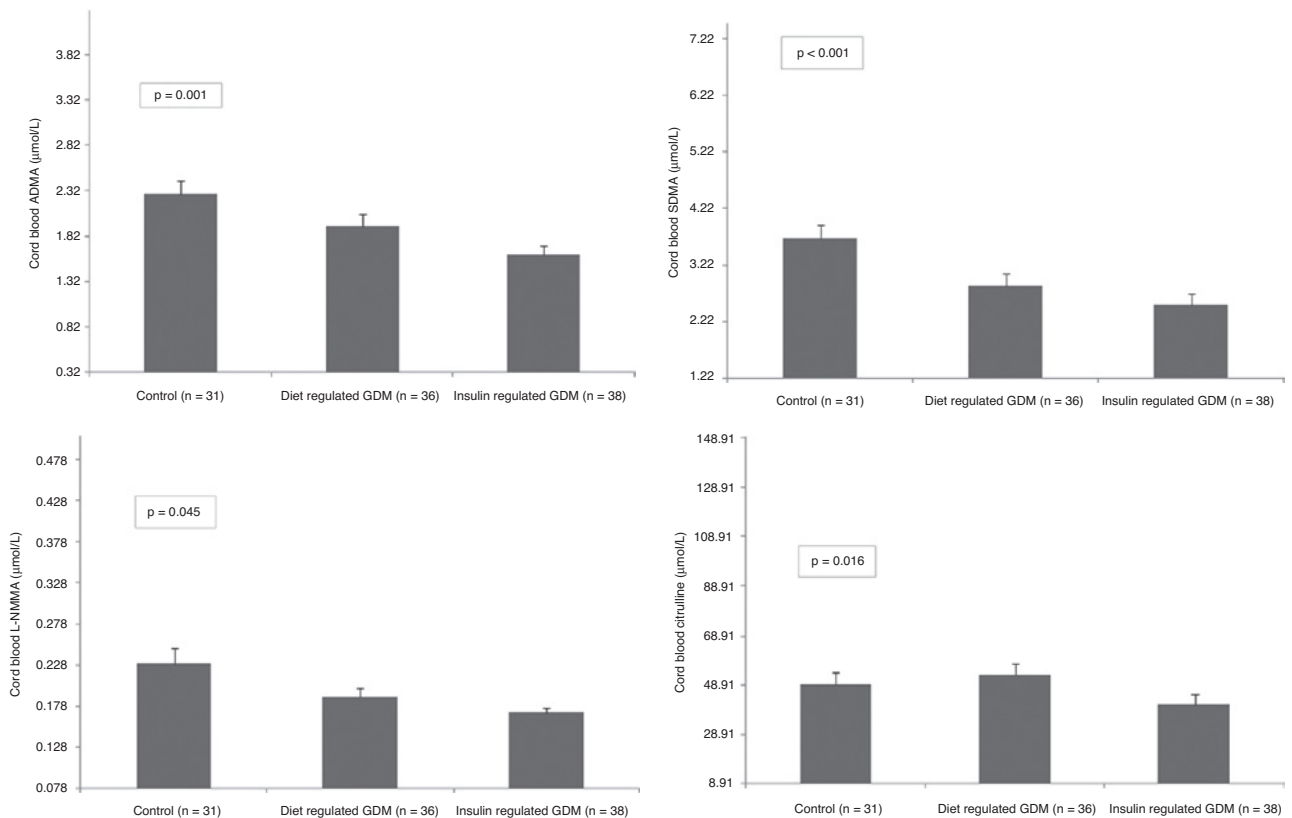 Cord blood ADMA (μmol/L)
3.82
3.32
2.82
2.32
1.82
1.32
0.82
0.32
p = 0.001
Control (n = 31)
Diet regulated GDM (n = 36)
Insulin regulated GDM (n = 38)
Cord blood SDMA (μmol/L)
7.22
6.22
5.22
4.22
3.22
2.22
1.22
p < 0.001
Control (n = 31)
Diet regulated GDM (n = 36)
Insulin regulated GDM (n = 38)
Cord blood L-NMMA (μmol/L)
0.478
0.428
0.378
0.328
0.278
0.228
0.178
0.128
0.078
p = 0.045
Control (n = 31)
Diet regulated GDM (n = 36)
Insulin regulated GDM (n = 38)
Cord blood citrulline (μmol/L)
148.91
128.91
108.91
88.91
68.91
48.91
28.91
8.91
p = 0.016
Control (n = 31)
Diet regulated GDM (n = 36)
Insulin regulated GDM (n = 38)